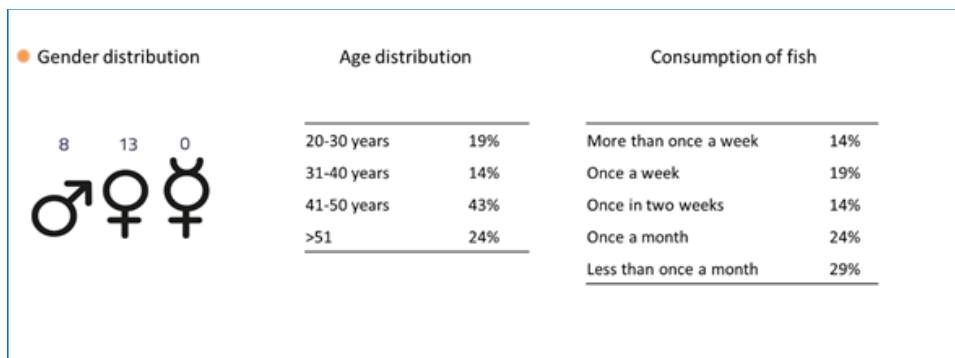 Gender distribution
8 13 0
Age distribution
20-30 years 19%
31-40 years 14%
41-50 years 43%
>51 24%
Consumption of fish
More than once a week 14%
Once a week 19%
Once in two weeks 14%
Once a month 24%
Less than once a month 29%